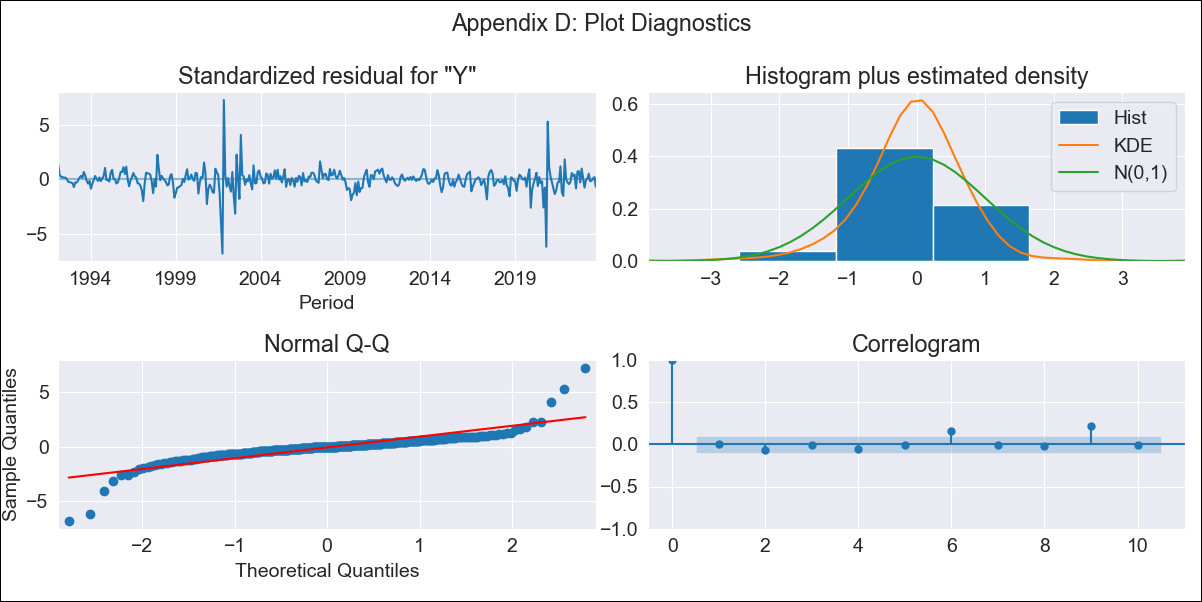 Appendix D: Plot Diagnostics
Standardized residual for "Y"
5
0
−5
1994 1999 2004 2009 2014 2019
Period
Histogram plus estimated density
0.6
0.4
0.2
0.0
Hist
KDE
N(0,1)
−3 −2 −1 0 1 2 3
Normal Q-Q
Sample Quantiles
5
0
−5
−2 −1 0 1 2
Theoretical Quantiles
Correlogram
1.0
0.5
0.0
−0.5
−1.0
0 2 4 6 8 10